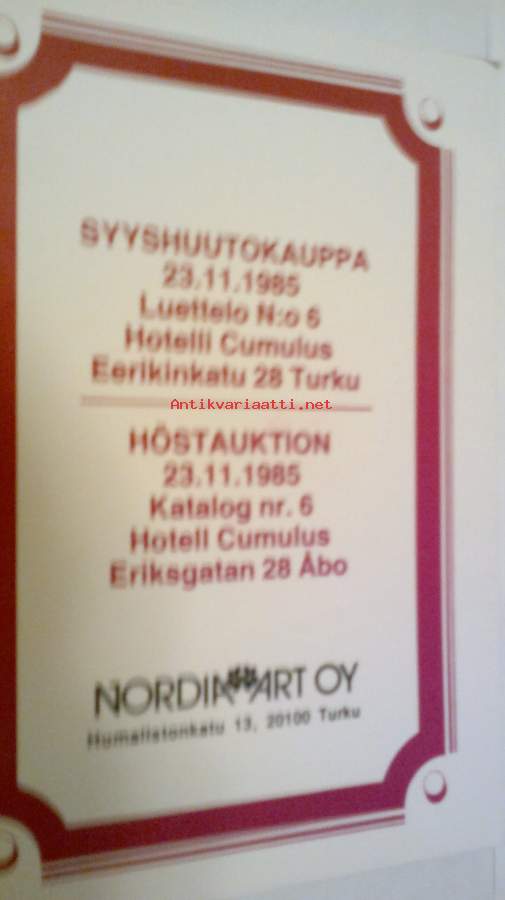 SYYSHUUTOKAUPPA
23.11.1985
Luettelo N:o 6
Hotelli Cumulus
Eerikinkatu 28 Turku
Antikvariaatti.net
HÖSTAUKTION
23.11.1985
Katalog nr. 6
Hotell Cumulus
Eriksgatan 28 Åbo
NORDIA ART OY
Humalistonkatu 13, 20100 Turku